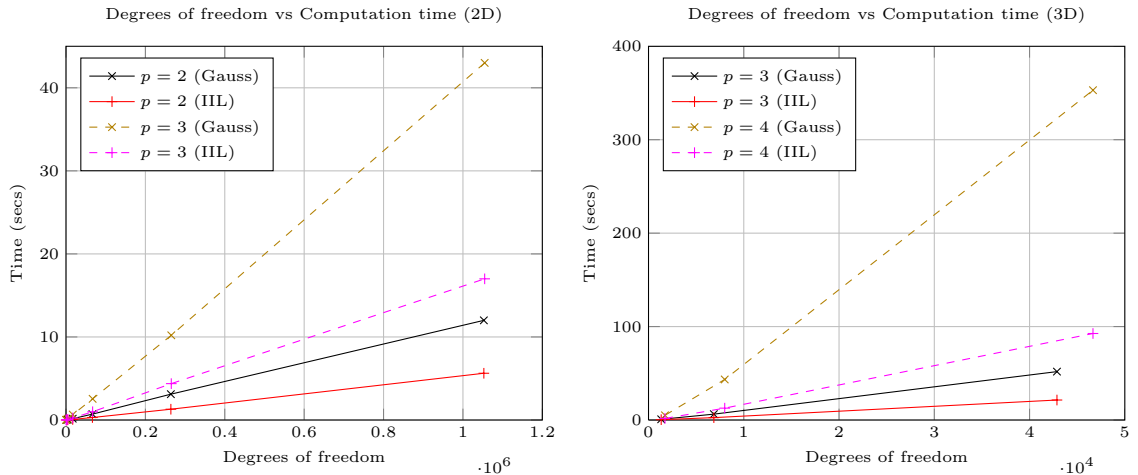 Degrees of freedom vs Computation time (2D)
40
30
20
10
0
Time (secs)
p = 2 (Gauss)
p = 2 (IIL)
p = 3 (Gauss)
p = 3 (IIL)
0 0.2 0.4 0.6 0.8 1 1.2
Degrees of freedom
·10^6
Degrees of freedom vs Computation time (3D)
400
300
200
100
0
Time (secs)
p = 3 (Gauss)
p = 3 (IIL)
p = 4 (Gauss)
p = 4 (IIL)
0 1 2 3 4 5
Degrees of freedom
·10^4